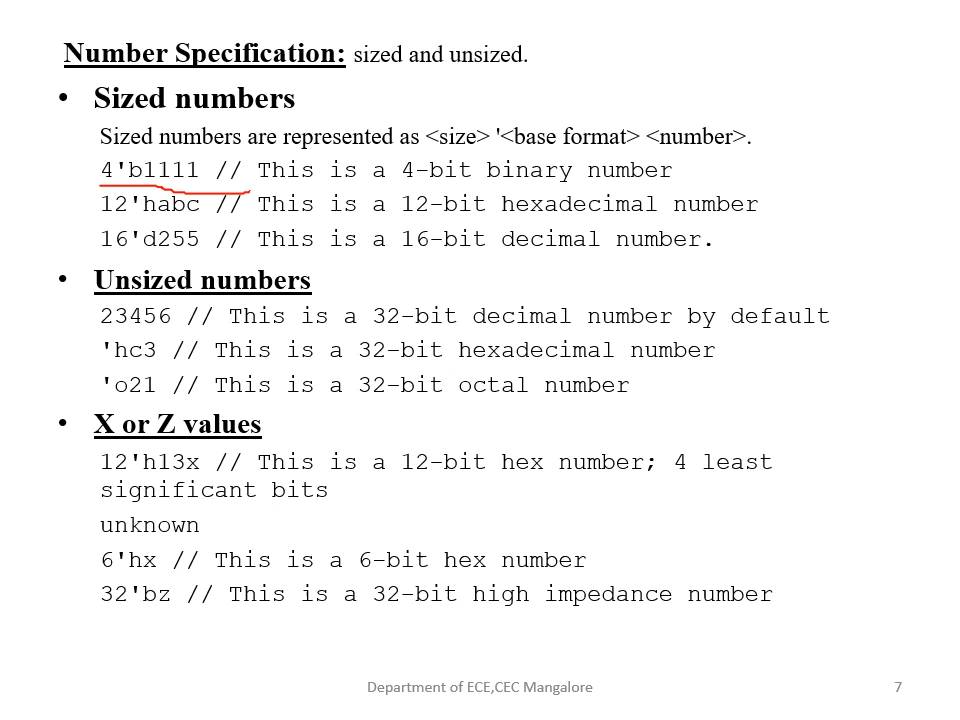 Number Specification: sized and unsized.
• Sized numbers
Sized numbers are represented as <size> '<base format> <number>.
4'b1111 // This is a 4-bit binary number
12'habc // This is a 12-bit hexadecimal number
16'd255 // This is a 16-bit decimal number.
• Unsized numbers
23456 // This is a 32-bit decimal number by default
'hc3 // This is a 32-bit hexadecimal number
'o21 // This is a 32-bit octal number
• X or Z values
12'h13x // This is a 12-bit hex number; 4 least
significant bits
unknown
6'hx // This is a 6-bit hex number
32'bz // This is a 32-bit high impedance number
Department of ECE,CEC Mangalore 7